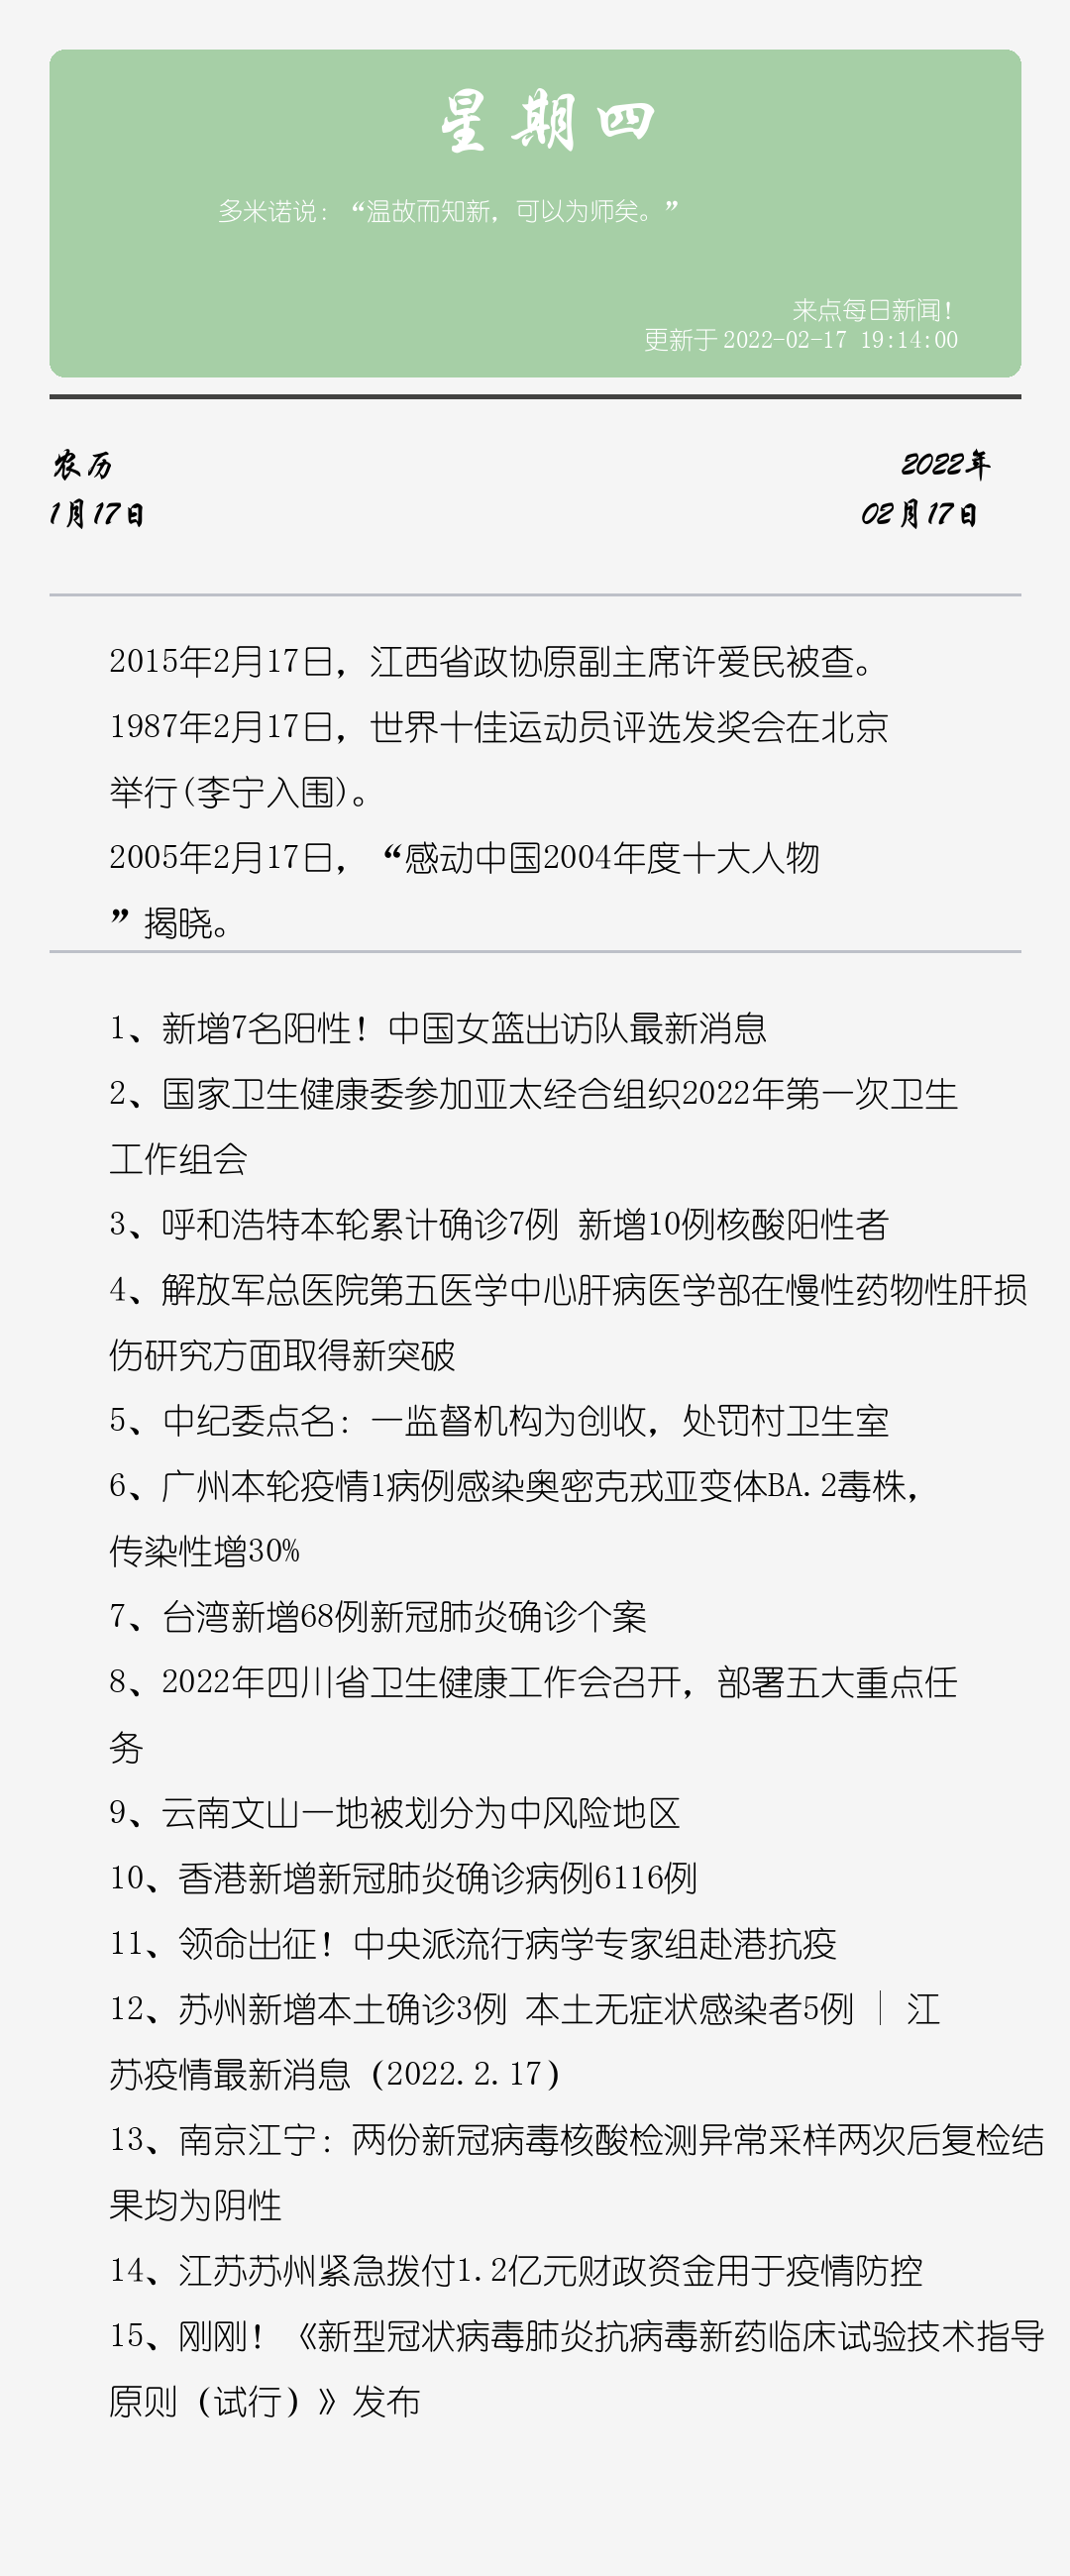 星期四
多米诺说：“温故而知新，可以为师矣。”
来点每日新闻！
更新于 2022-02-17 19:14:00
农历
2022年
1月17日
02月17日
2015年2月17日，江西省政协原副主席许爱民被查。
1987年2月17日，世界十佳运动员评选发奖会在北京
举行(李宁入围)。
2005年2月17日，“感动中国2004年度十大人物
”揭晓。
1、新增7名阳性！中国女篮出访队最新消息
2、国家卫生健康委参加亚太经合组织2022年第一次卫生
工作组会
3、呼和浩特本轮累计确诊7例 新增10例核酸阳性者
4、解放军总医院第五医学中心肝病医学部在慢性药物性肝损
伤研究方面取得新突破
5、中纪委点名：一监督机构为创收，处罚村卫生室
6、广州本轮疫情1病例感染奥密克戎亚变体BA.2毒株，
传染性增30%
7、台湾新增68例新冠肺炎确诊个案
8、2022年四川省卫生健康工作会召开，部署五大重点任
务
9、云南文山一地被划分为中风险地区
10、香港新增新冠肺炎确诊病例6116例
11、领命出征！中央派流行病学专家组赴港抗疫
12、苏州新增本土确诊3例 本土无症状感染者5例 | 江
苏疫情最新消息（2022.2.17）
13、南京江宁：两份新冠病毒核酸检测异常采样两次后复检结
果均为阴性
14、江苏苏州紧急拨付1.2亿元财政资金用于疫情防控
15、刚刚！《新型冠状病毒肺炎抗病毒新药临床试验技术指导
原则（试行）》发布